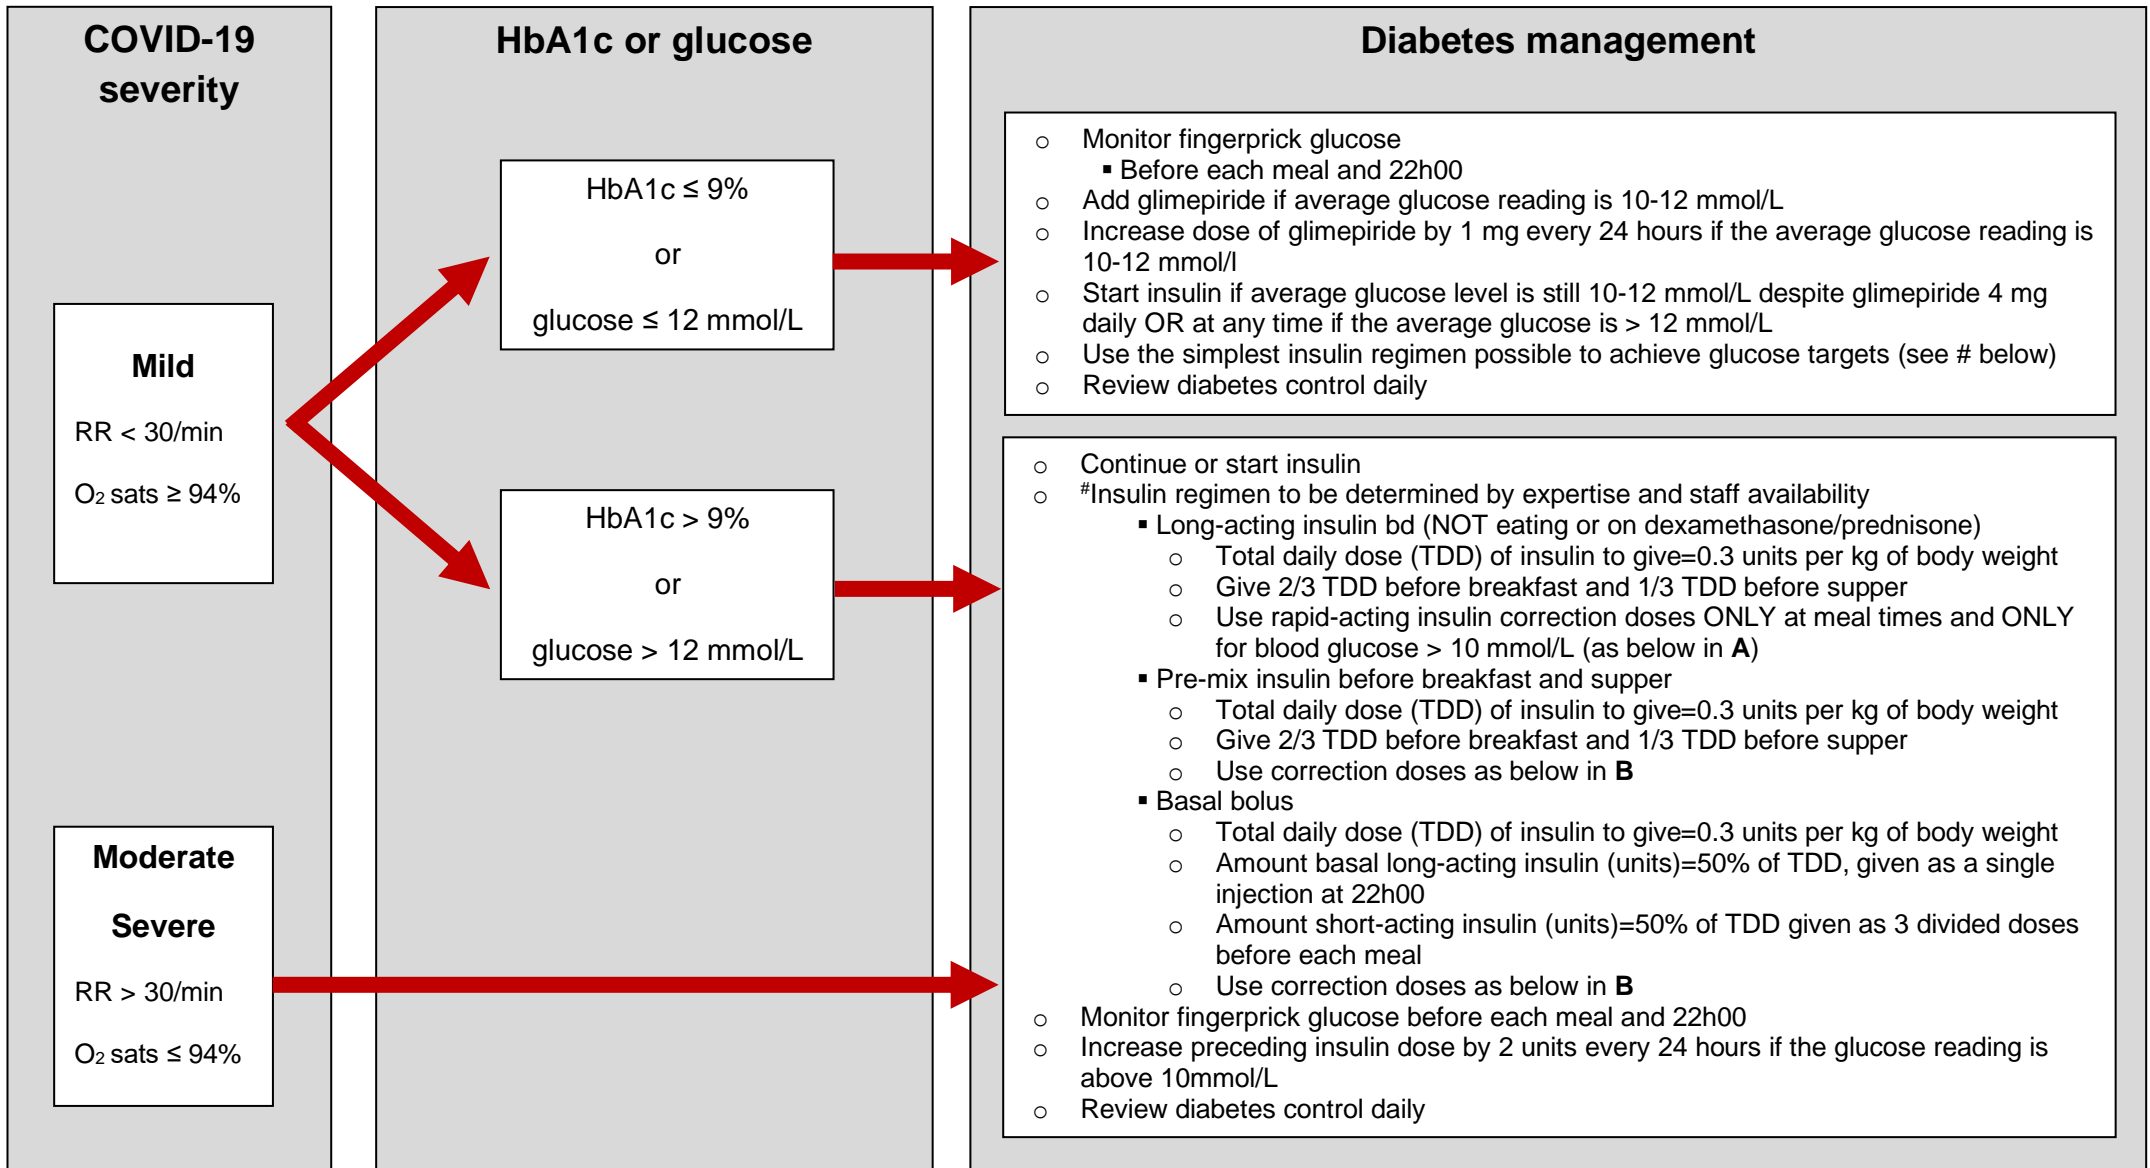 COVID-19
severity
HbA1c or glucose
Diabetes management
Mild
RR < 30/min
O₂ sats ≥ 94%
Moderate
Severe
RR > 30/min
O₂ sats ≤ 94%
HbA1c ≤ 9%
or
glucose ≤ 12 mmol/L
HbA1c > 9%
or
glucose > 12 mmol/L
o Monitor fingerprick glucose
▪ Before each meal and 22h00
o Add glimepiride if average glucose reading is 10-12 mmol/L
o Increase dose of glimepiride by 1 mg every 24 hours if the average glucose reading is
10-12 mmol/l
o Start insulin if average glucose level is still 10-12 mmol/L despite glimepiride 4 mg
daily OR at any time if the average glucose is > 12 mmol/L
o Use the simplest insulin regimen possible to achieve glucose targets (see # below)
o Review diabetes control daily
o Continue or start insulin
o #Insulin regimen to be determined by expertise and staff availability
▪ Long-acting insulin bd (NOT eating or on dexamethasone/prednisone)
o Total daily dose (TDD) of insulin to give=0.3 units per kg of body weight
o Give 2/3 TDD before breakfast and 1/3 TDD before supper
o Use rapid-acting insulin correction doses ONLY at meal times and ONLY
for blood glucose > 10 mmol/L (as below in A)
▪ Pre-mix insulin before breakfast and supper
o Total daily dose (TDD) of insulin to give=0.3 units per kg of body weight
o Give 2/3 TDD before breakfast and 1/3 TDD before supper
o Use correction doses as below in B
▪ Basal bolus
o Total daily dose (TDD) of insulin to give=0.3 units per kg of body weight
o Amount basal long-acting insulin (units)=50% of TDD, given as a single
injection at 22h00
o Amount short-acting insulin (units)=50% of TDD given as 3 divided doses
before each meal
o Use correction doses as below in B
o Monitor fingerprick glucose before each meal and 22h00
o Increase preceding insulin dose by 2 units every 24 hours if the glucose reading is
above 10mmol/L
o Review diabetes control daily